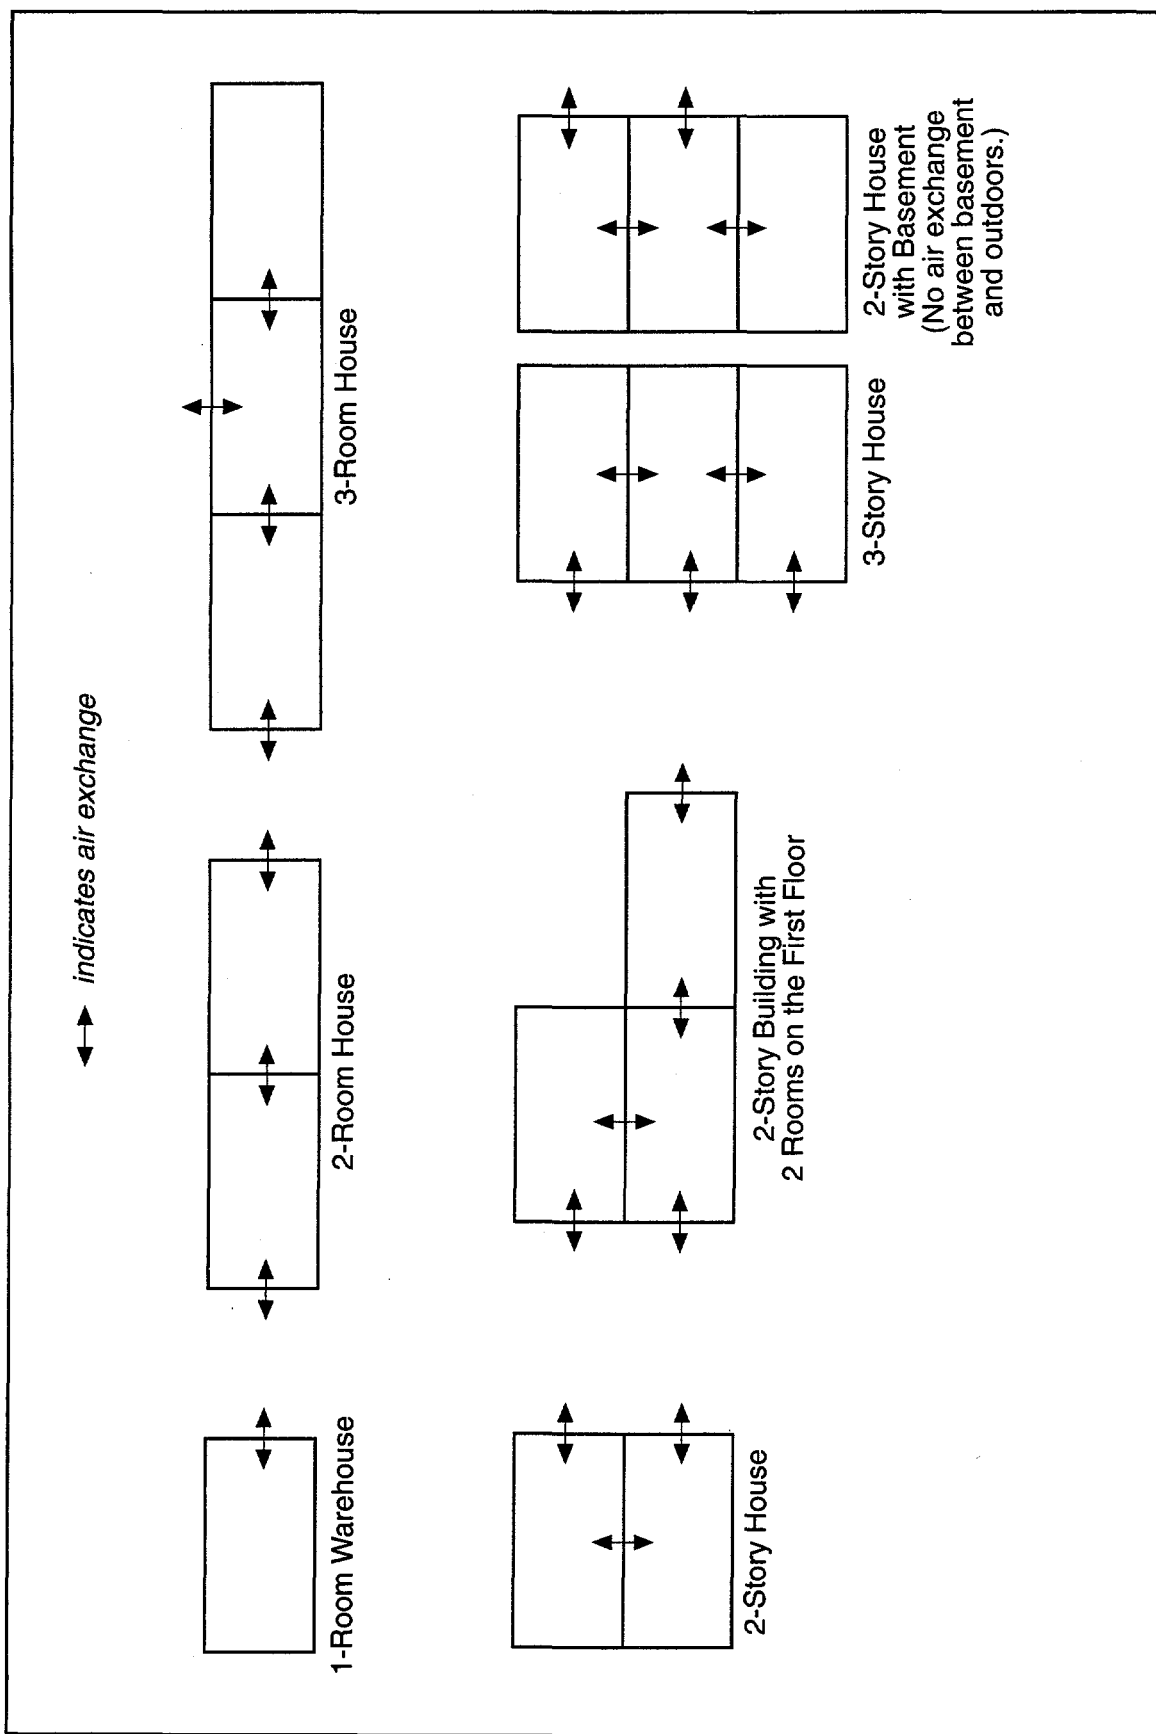 indicates air exchange
1-Room Warehouse
2-Room House
3-Room House
2-Story House
2-Story Building with
2 Rooms on the First Floor
3-Story House
2-Story House
with Basement
(No air exchange
between basement
and outdoors.)